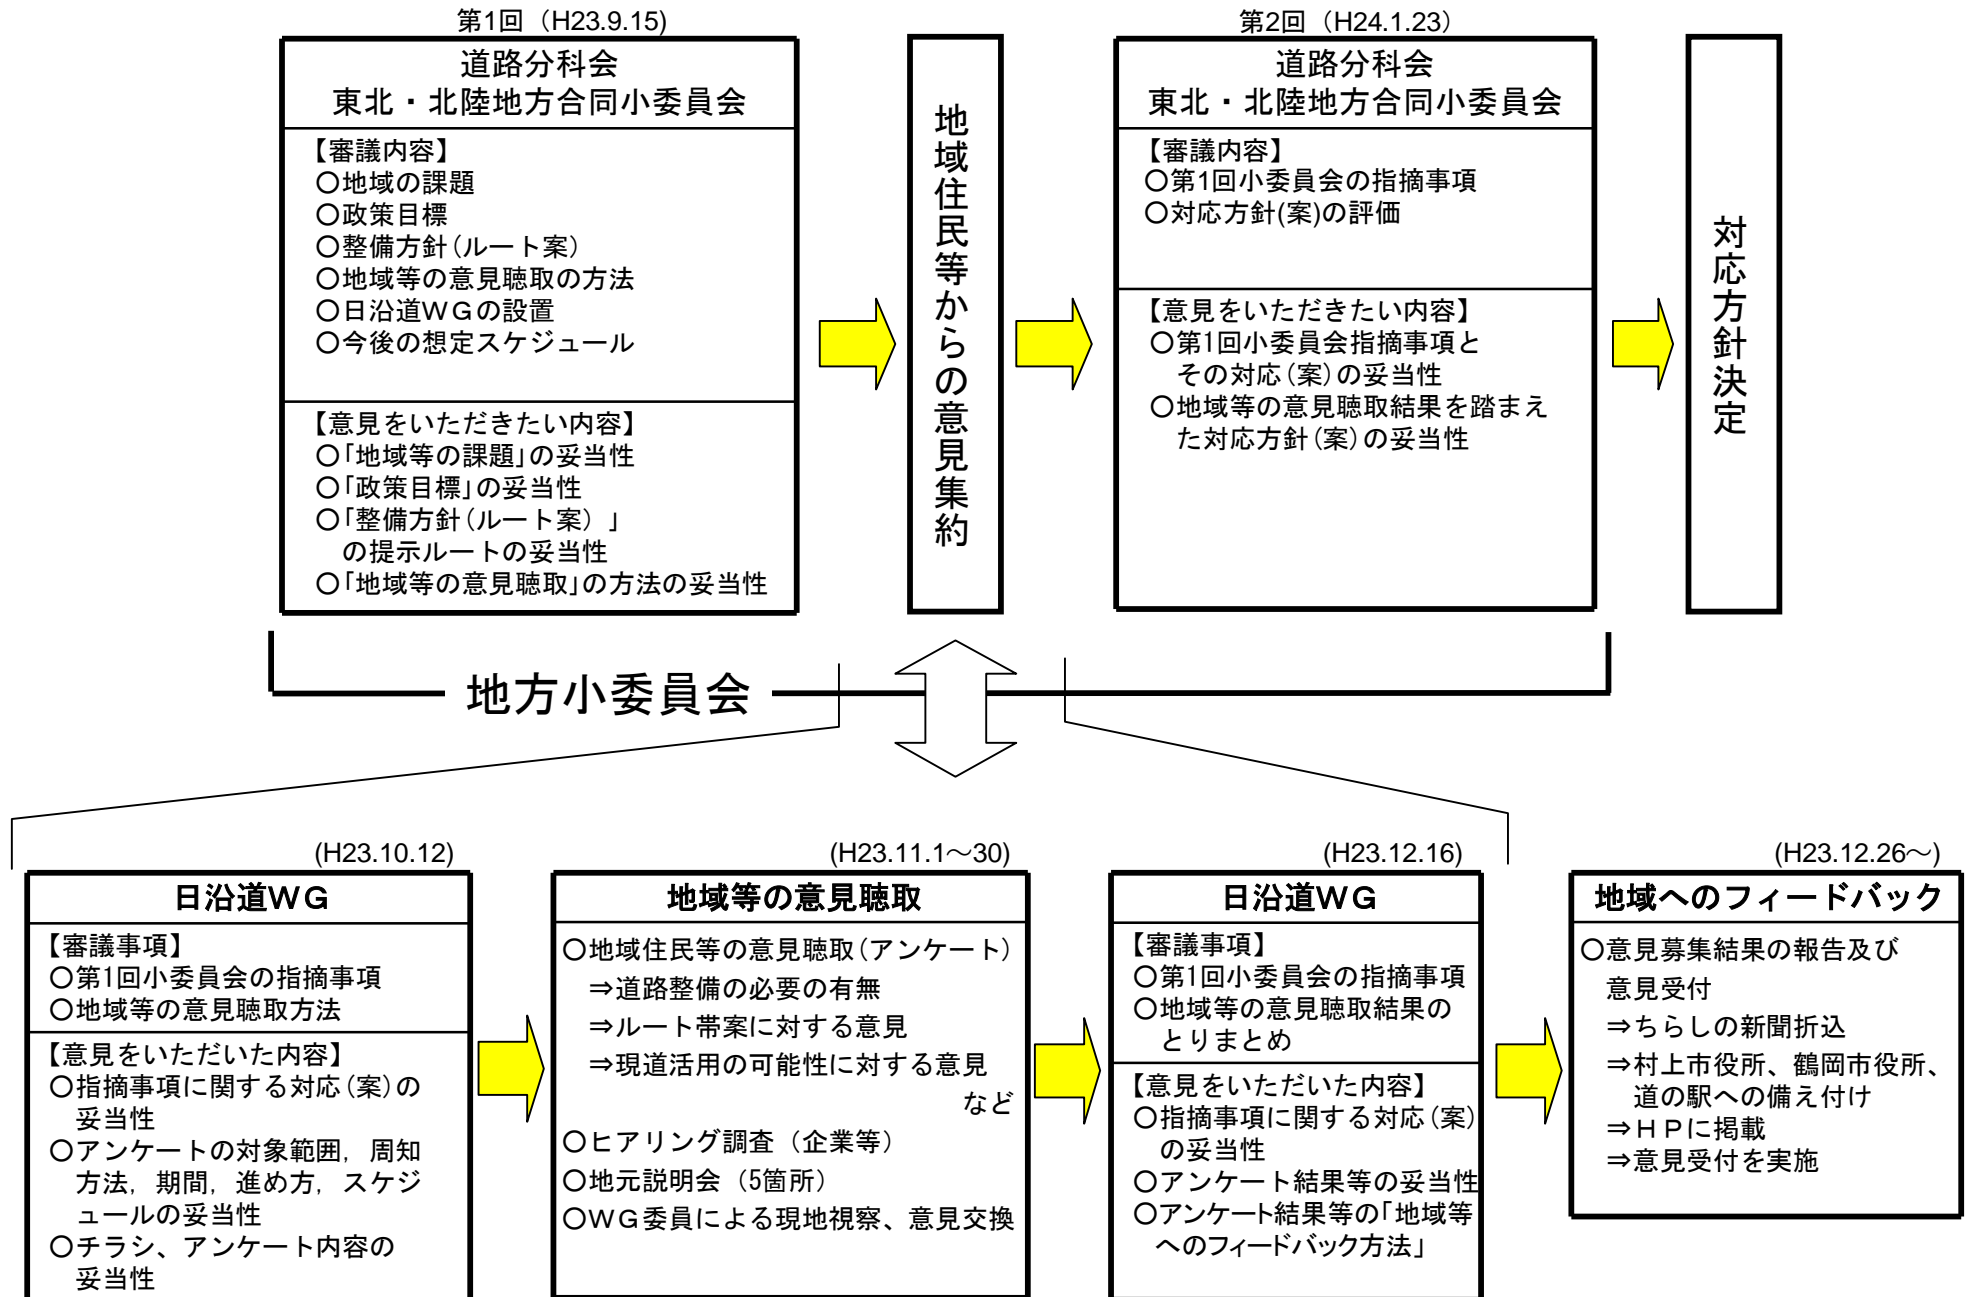 第1回（H23.9.15)
道路分科会
東北・北陸地方合同小委員会
【審議内容】
○地域の課題
○政策目標
○整備方針（ルート案）
○地域等の意見聴取の方法
○日沿道ＷＧの設置
○今後の想定スケジュール
【意見をいただきたい内容】
○「地域等の課題」の妥当性
○「政策目標」の妥当性
○「整備方針（ルート案）」
の提示ルートの妥当性
○「地域等の意見聴取」の方法の妥当性
地域住民等からの意見集約
第2回（H24.1.23）
道路分科会
東北・北陸地方合同小委員会
【審議内容】
○第1回小委員会の指摘事項
○対応方針(案)の評価
【意見をいただきたい内容】
○第1回小委員会指摘事項と
その対応（案）の妥当性
○地域等の意見聴取結果を踏まえ
た対応方針（案）の妥当性
対応方針決定
地方小委員会
(H23.10.12)
日沿道ＷＧ
【審議事項】
○第1回小委員会の指摘事項
○地域等の意見聴取方法
【意見をいただいた内容】
○指摘事項に関する対応（案）の
妥当性
○アンケートの対象範囲，周知
方法，期間，進め方，スケジ
ュールの妥当性
○チラシ、アンケート内容の
妥当性
(H23.11.1～30)
地域等の意見聴取
○地域住民等の意見聴取（アンケート）
⇒道路整備の必要の有無
⇒ルート帯案に対する意見
⇒現道活用の可能性に対する意見
など
○ヒアリング調査（企業等）
○地元説明会（5箇所）
○ＷＧ委員による現地視察、意見交換
(H23.12.16)
日沿道ＷＧ
【審議事項】
○第1回小委員会の指摘事項
○地域等の意見聴取結果の
とりまとめ
【意見をいただいた内容】
○指摘事項に関する対応（案）
の妥当性
○アンケート結果等の妥当性
○アンケート結果等の「地域等
へのフィードバック方法」
(H23.12.26～)
地域へのフィードバック
○意見募集結果の報告及び
意見受付
⇒ちらしの新聞折込
⇒村上市役所、鶴岡市役所、
道の駅への備え付け
⇒ＨＰに掲載
⇒意見受付を実施